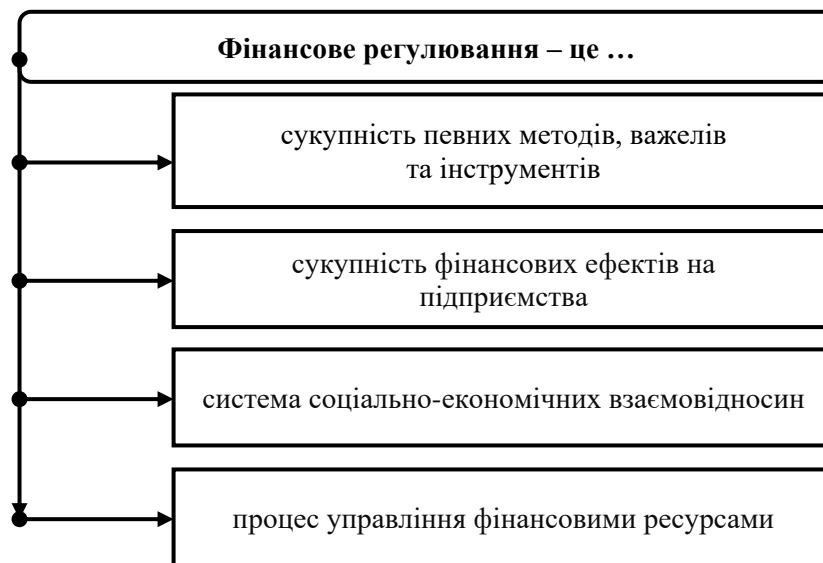 Фінансове регулювання – це …
сукупність певних методів, важелів
та інструментів
сукупність фінансових ефектів на
підприємства
система соціально-економічних взаємовідносин
процес управління фінансовими ресурсами